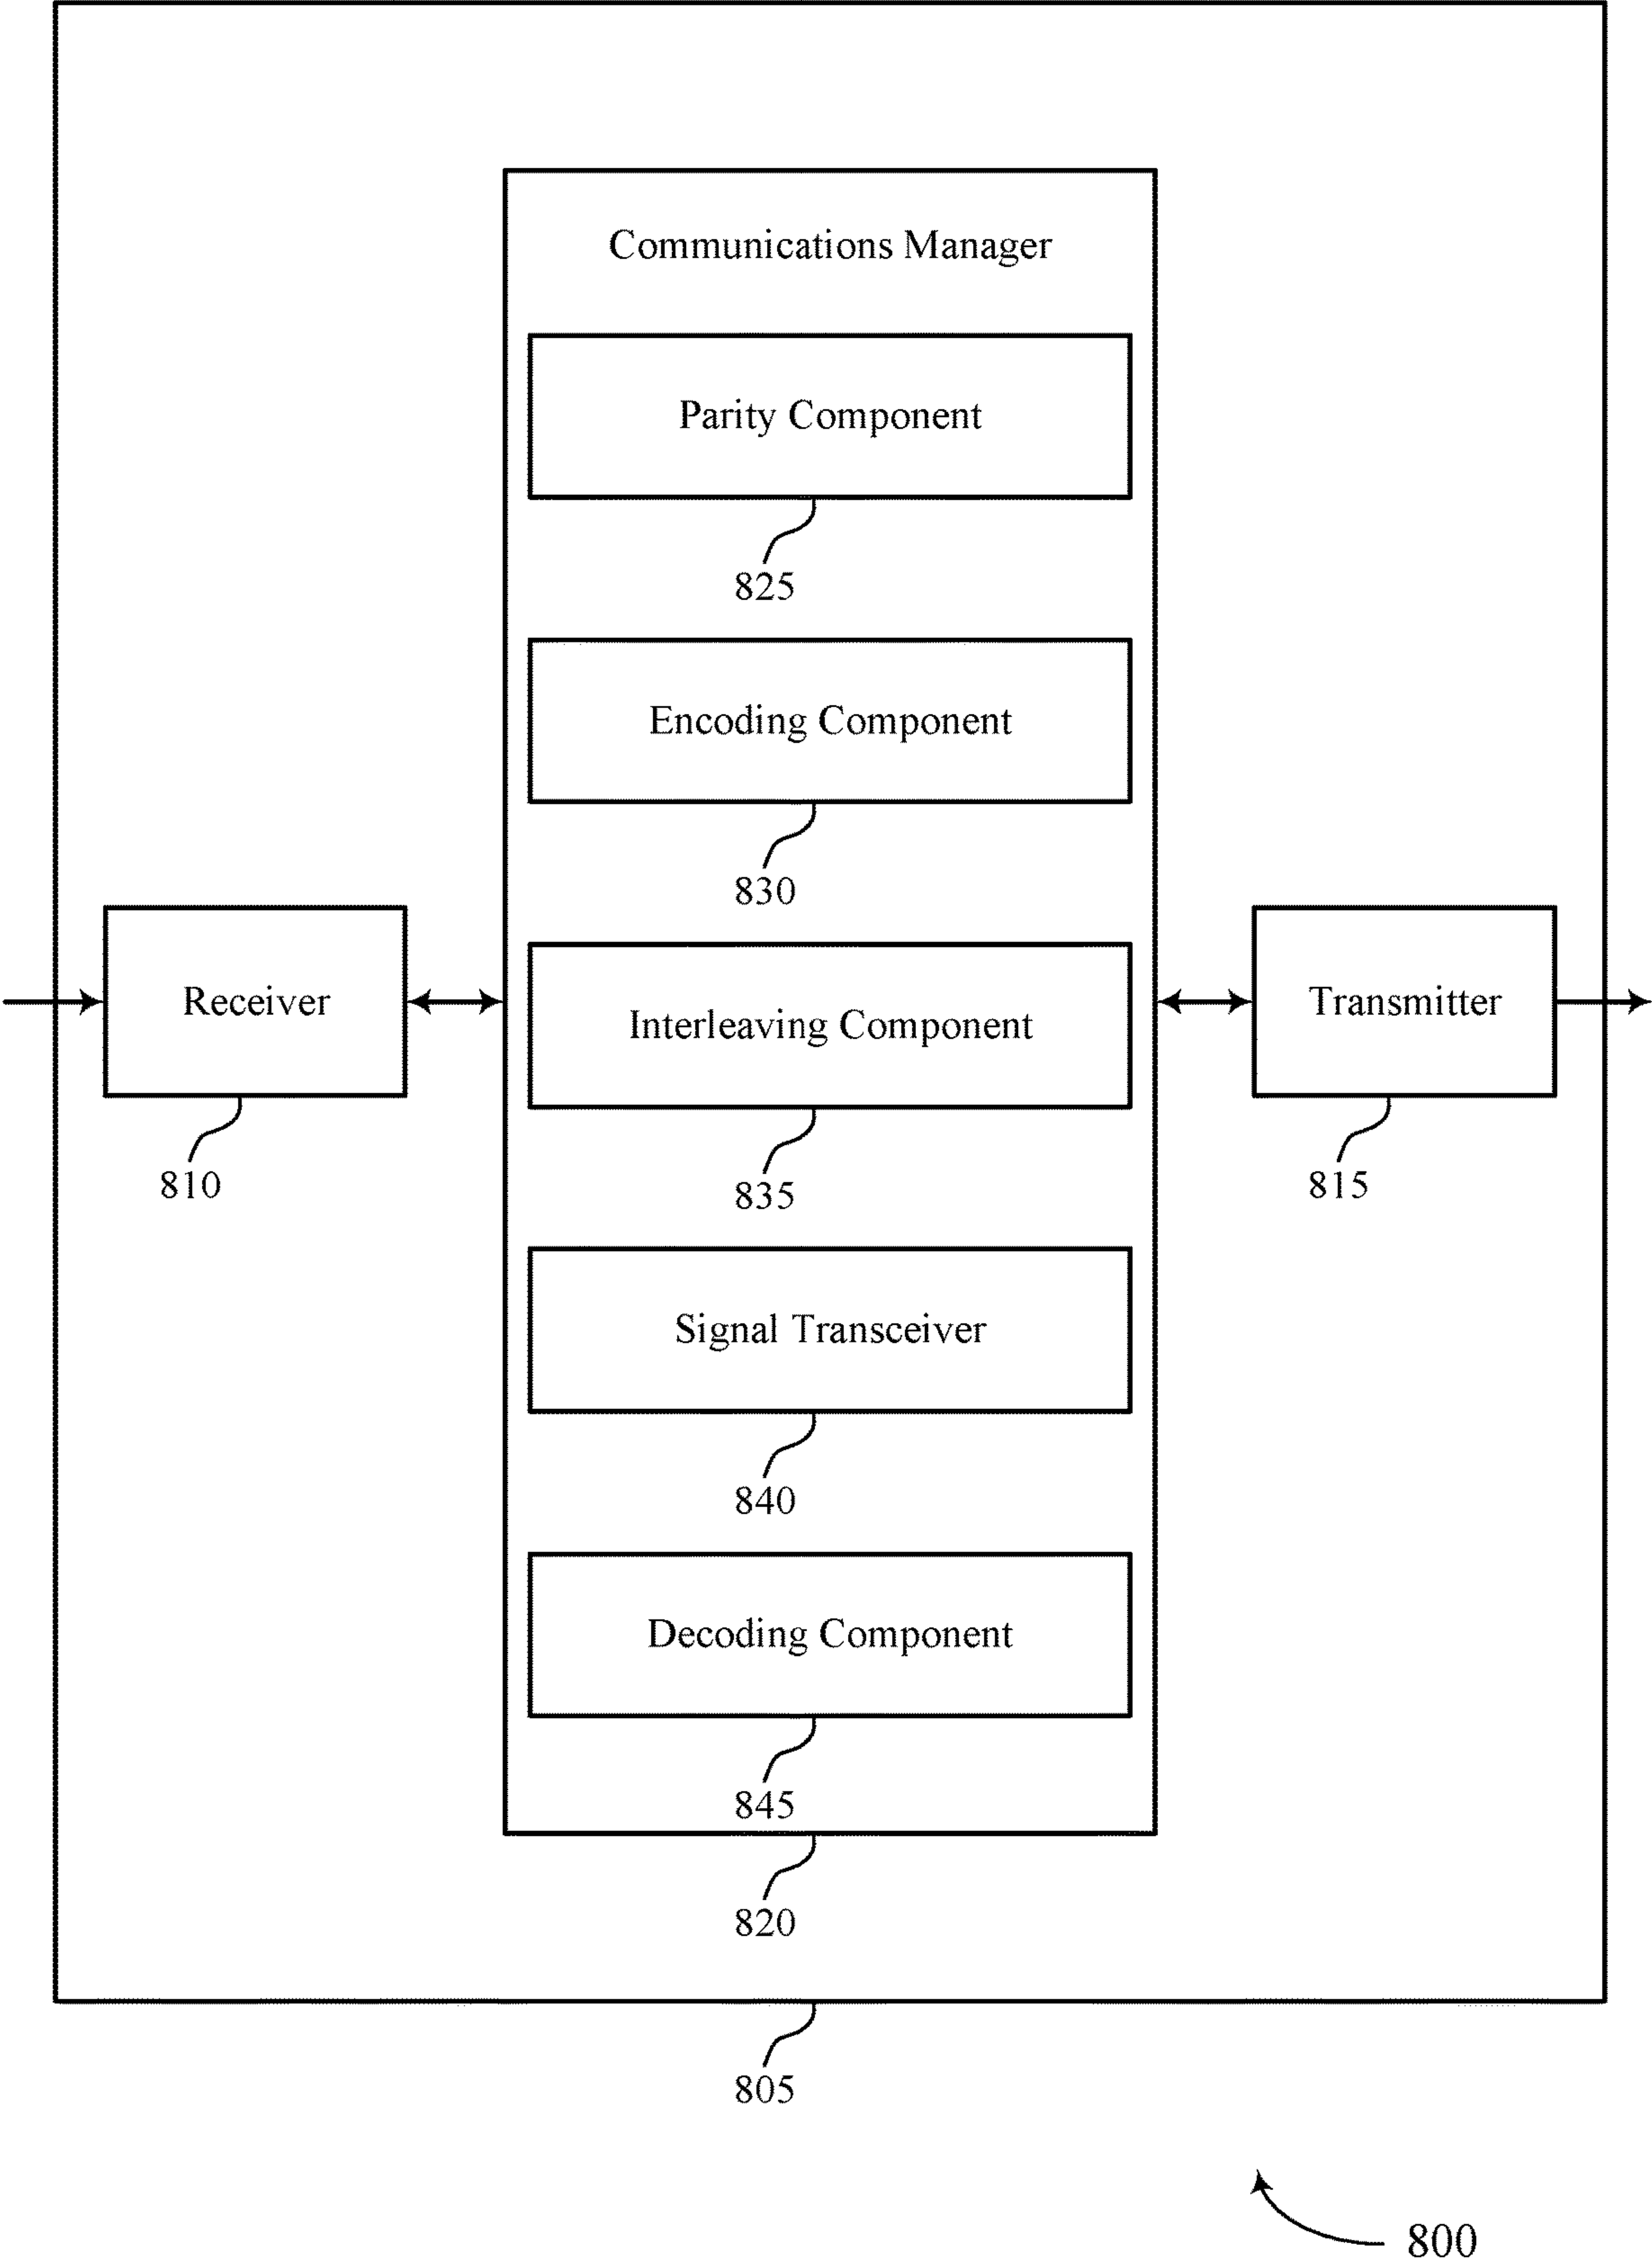 Communications Manager
Parity Component
825
Encoding Component
830
Receiver
810
Interleaving Component
835
Transmitter
815
Signal Transceiver
840
Decoding Component
845
820
805
800